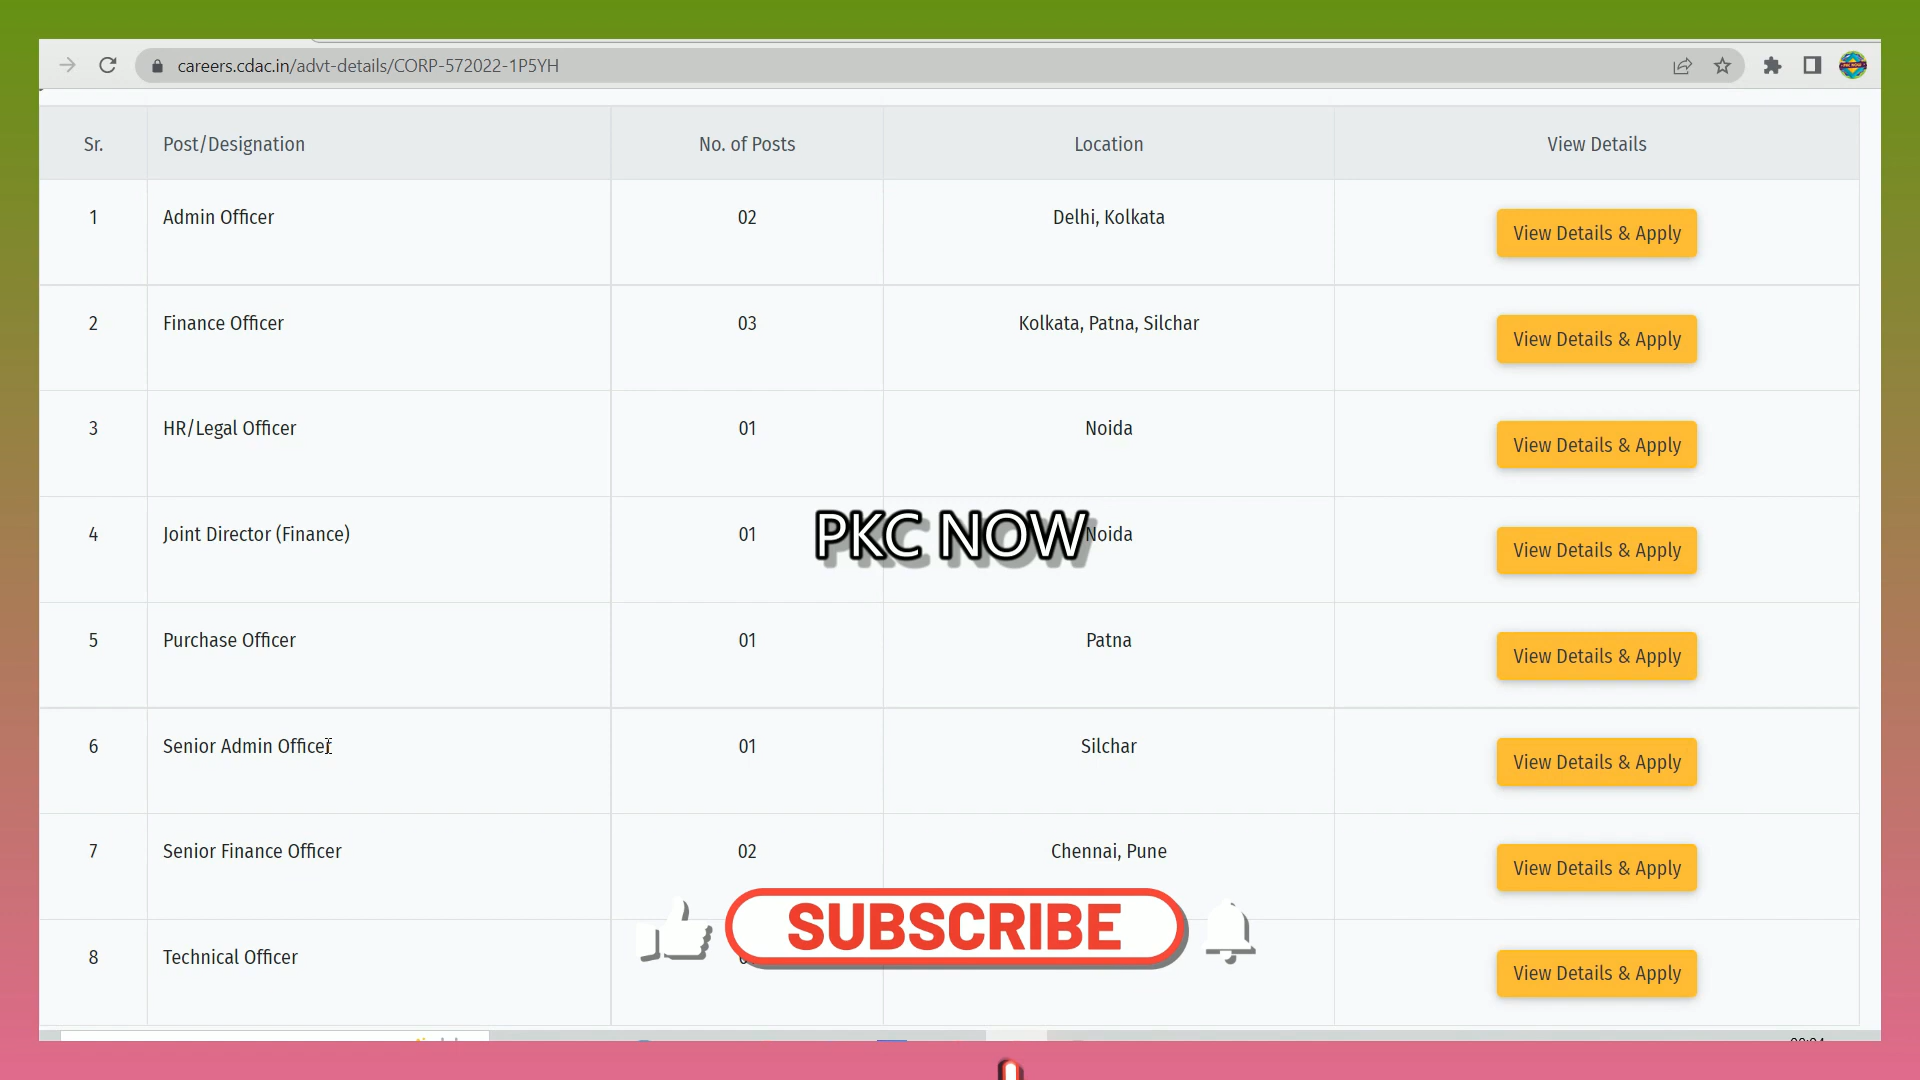 careers.cdac.in/advt-details/CORP-572022-1P5YH
Sr. Post/Designation No. of Posts Location View Details
1 Admin Officer 02 Delhi, Kolkata View Details & Apply
2 Finance Officer 03 Kolkata, Patna, Silchar View Details & Apply
3 HR/Legal Officer 01 Noida View Details & Apply
4 Joint Director (Finance) 01 Noida View Details & Apply
PKC NOW
5 Purchase Officer 01 Patna View Details & Apply
6 Senior Admin Officer 01 Silchar View Details & Apply
7 Senior Finance Officer 02 Chennai, Pune View Details & Apply
SUBSCRIBE
8 Technical Officer View Details & Apply